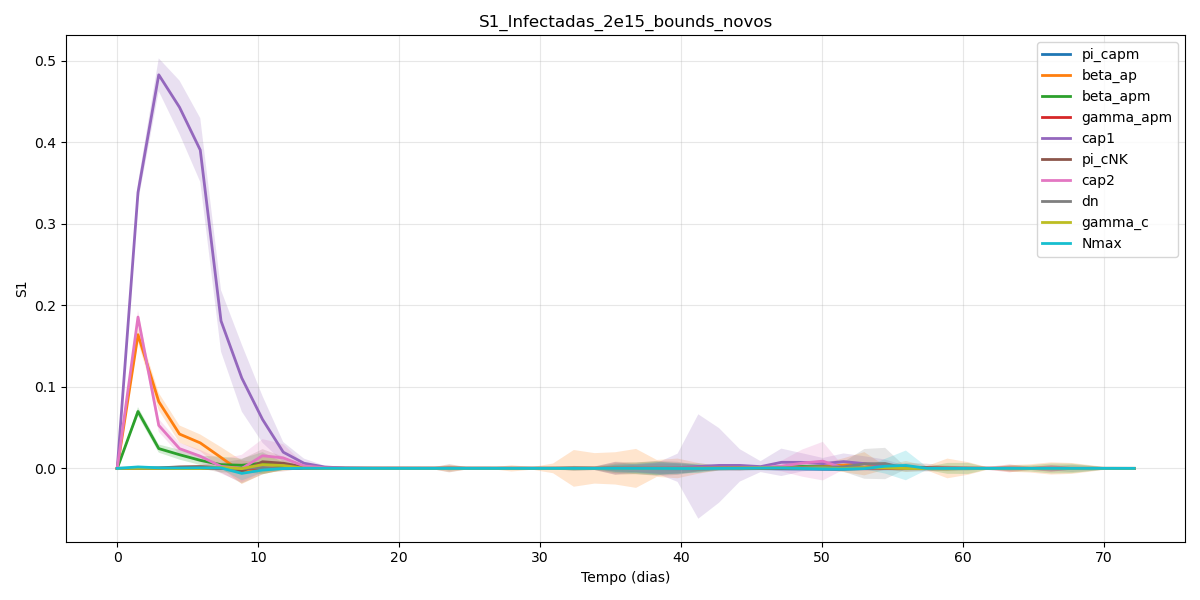 S1_Infectadas_2e15_bounds_novos
pi_capm
beta_ap
beta_apm
gamma_apm
cap1
pi_cNK
cap2
dn
gamma_c
Nmax
S1
0.5
0.4
0.3
0.2
0.1
0.0
0 10 20 30 40 50 60 70
Tempo (dias)